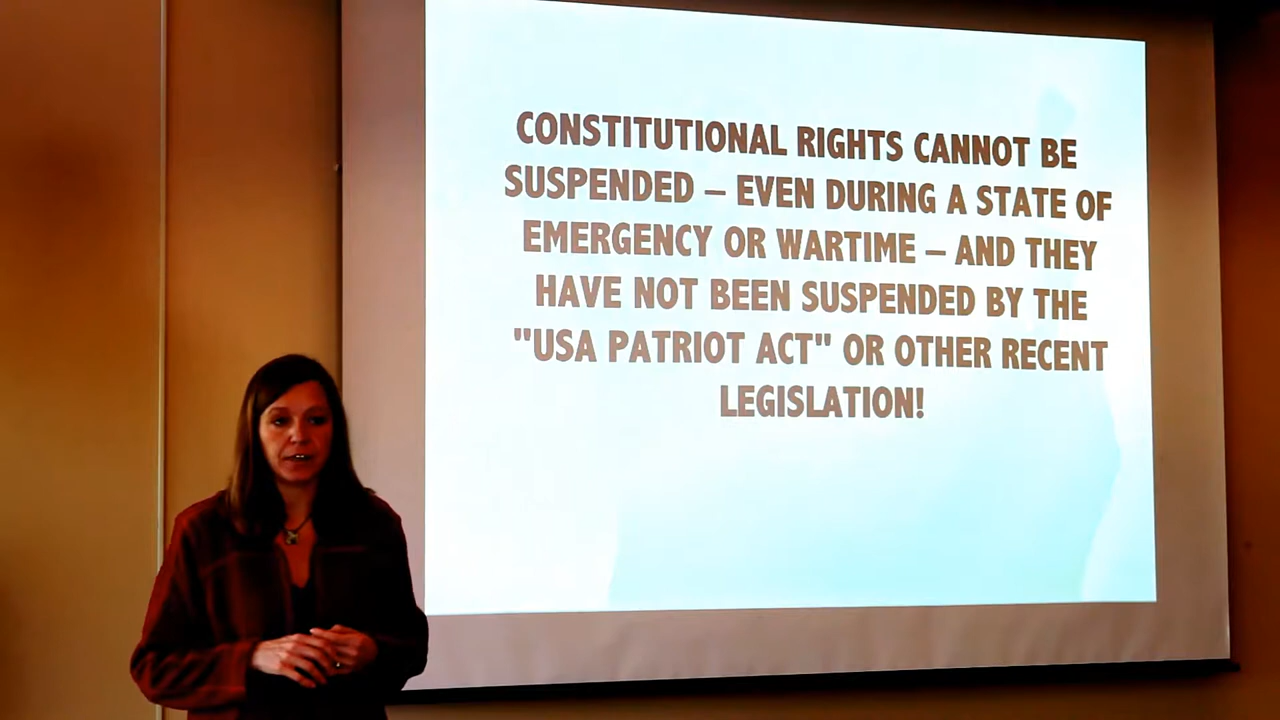 CONSTITUTIONAL RIGHTS CANNOT BE
SUSPENDED – EVEN DURING A STATE OF
EMERGENCY OR WARTIME – AND THEY
HAVE NOT BEEN SUSPENDED BY THE
"USA PATRIOT ACT" OR OTHER RECENT
LEGISLATION!